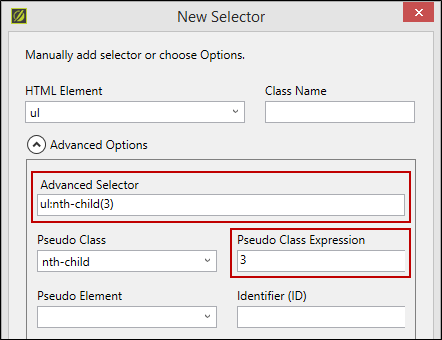 New Selector
Manually add selector or choose Options.
HTML Element Class Name
ul
Advanced Options
Advanced Selector
ul:nth-child(3)
Pseudo Class Pseudo Class Expression
nth-child 3
Pseudo Element Identifier (ID)